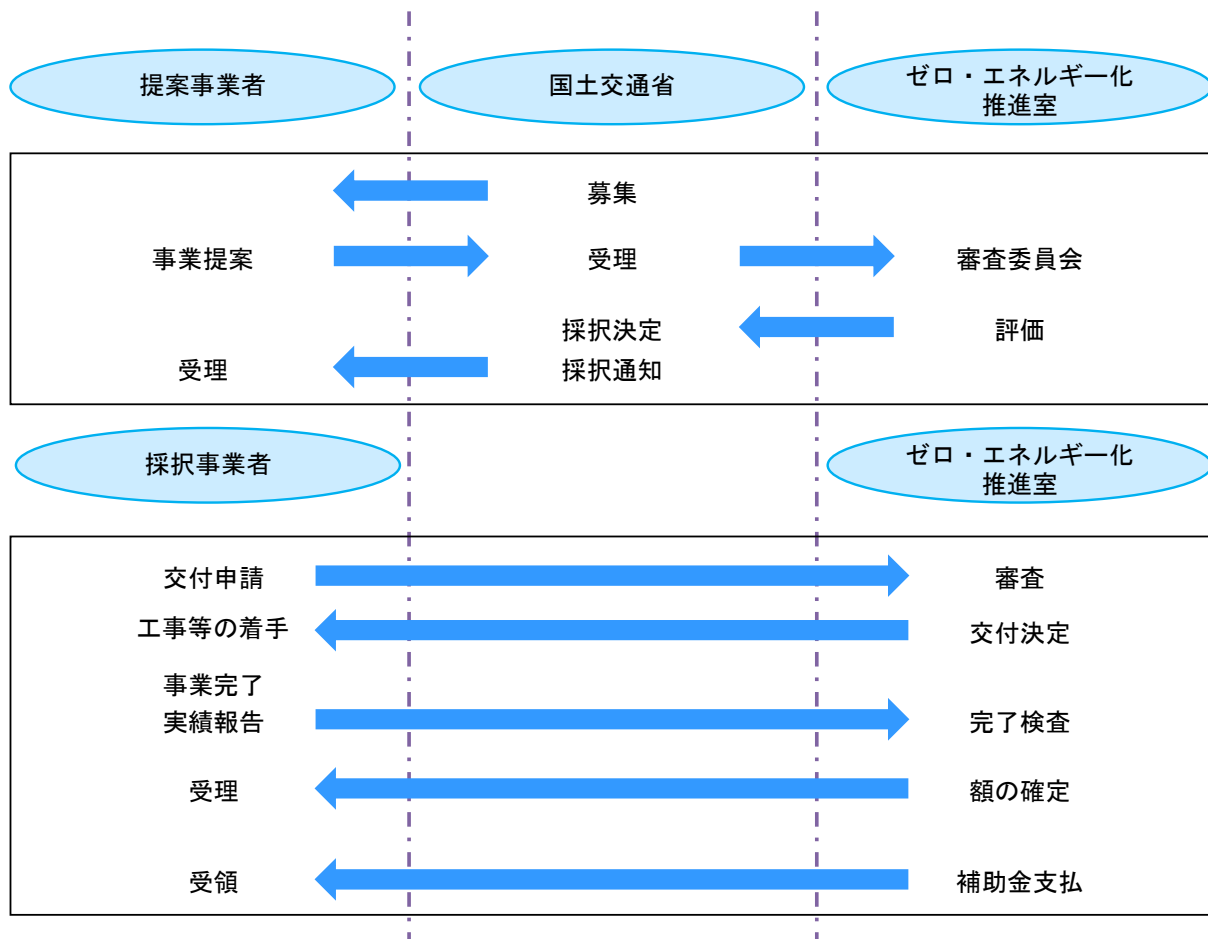 提案事業者
国土交通省
ゼロ・エネルギー化
推進室
募集
事業提案
受理
審査委員会
採択決定
評価
受理
採択通知
採択事業者
ゼロ・エネルギー化
推進室
交付申請
審査
工事等の着手
交付決定
事業完了
実績報告
完了検査
受理
額の確定
受領
補助金支払